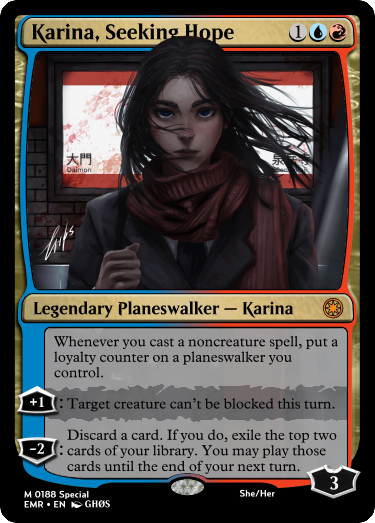 Karina, Seeking Hope 1
大門
Daimon
Legendary Planeswalker — Karina
Whenever you cast a noncreature spell, put a
loyalty counter on a planeswalker you
control.
+1: Target creature can't be blocked this turn.
-2: Discard a card. If you do, exile the top two
cards of your library. You may play those
cards until the end of your next turn.
3
M 0188 Special
EMR • EN GHØS
She/Her